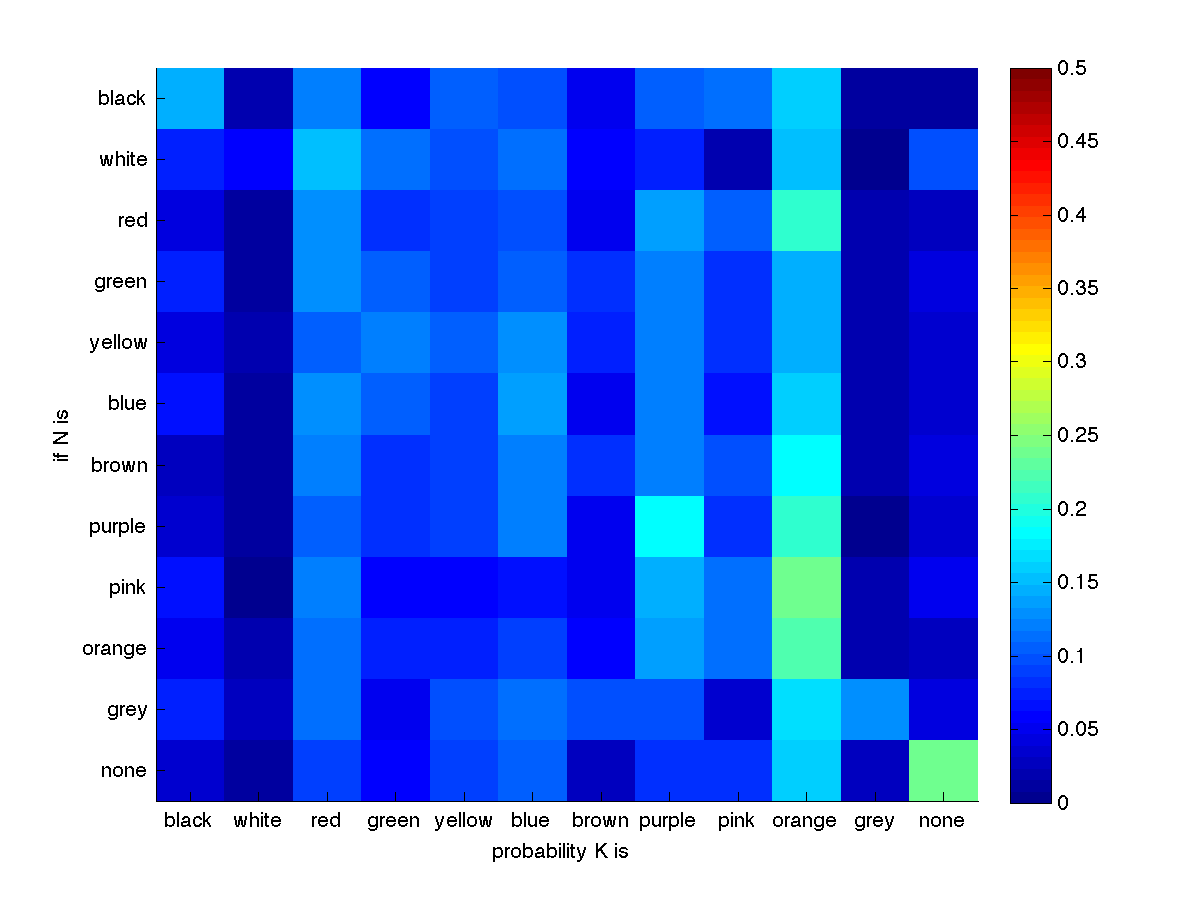 0.5
black
0.45
white
0.4
red
0.35
green
0.3
yellow
0.25
blue
if N is
brown
0.2
purple
0.15
pink
0.1
orange
grey
0.05
none
0
black white red green yellow blue brown purple pink orange grey none
probability K is